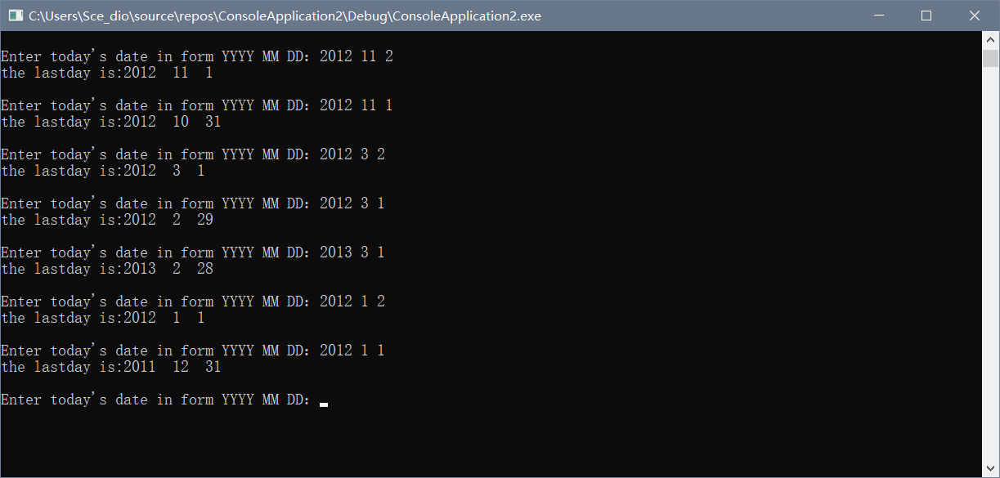 C:\Users\Sce_dio\source\repos\ConsoleApplication2\Debug\ConsoleApplication2.exe
Enter today's date in form YYYY MM DD: 2012 11 2
the lastday is:2012  11  1
Enter today's date in form YYYY MM DD: 2012 11 1
the lastday is:2012  10  31
Enter today's date in form YYYY MM DD: 2012 3 2
the lastday is:2012  3  1
Enter today's date in form YYYY MM DD: 2012 3 1
the lastday is:2012  2  29
Enter today's date in form YYYY MM DD: 2013 3 1
the lastday is:2013  2  28
Enter today's date in form YYYY MM DD: 2012 1 2
the lastday is:2012  1  1
Enter today's date in form YYYY MM DD: 2012 1 1
the lastday is:2011  12  31
Enter today's date in form YYYY MM DD: